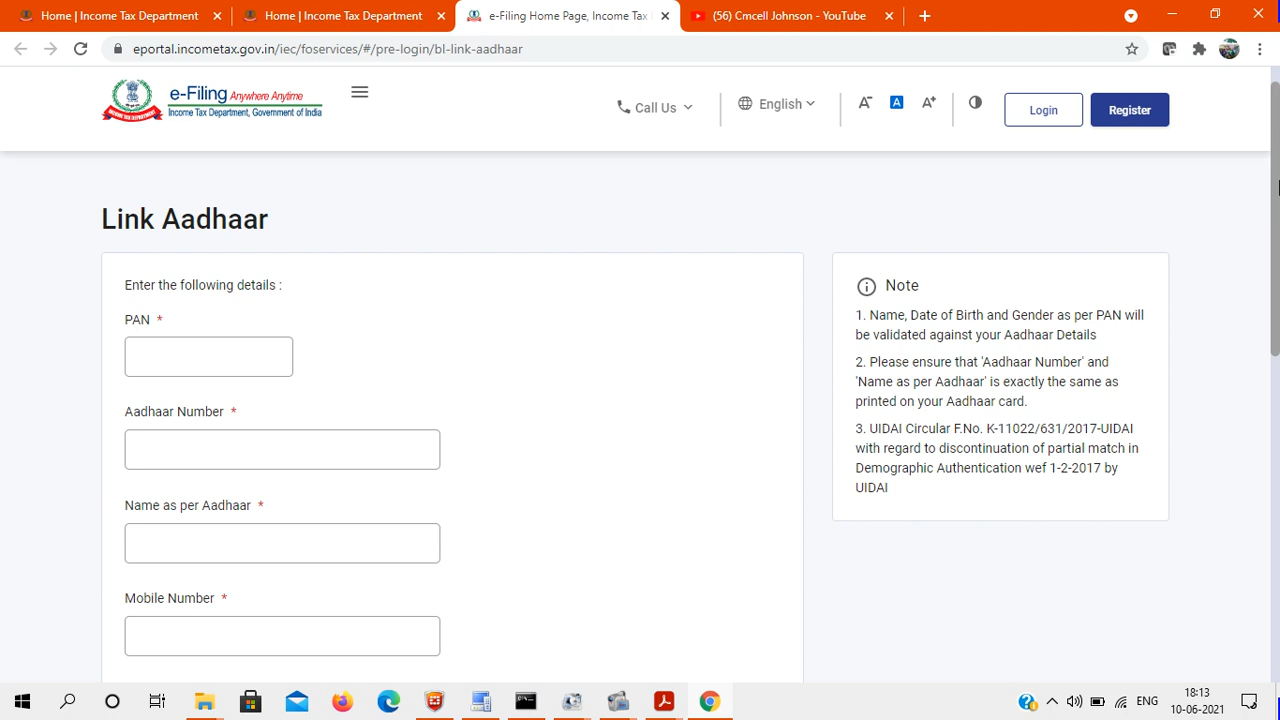 Home | Income Tax Department
Home | Income Tax Department
e-Filing Home Page, Income Tax
(56) Cmcell Johnson - YouTube
eportal.incometax.gov.in/iec/foservices/#/pre-login/bl-link-aadhaar
e-Filing Anywhere Anytime
Income Tax Department, Government of India
Call Us
English
A-
A
A+
Login
Register
Link Aadhaar
Enter the following details :
PAN *
Aadhaar Number *
Name as per Aadhaar *
Mobile Number *
Note
1. Name, Date of Birth and Gender as per PAN will
be validated against your Aadhaar Details
2. Please ensure that 'Aadhaar Number' and
'Name as per Aadhaar' is exactly the same as
printed on your Aadhaar card.
3. UIDAI Circular F.No. K-11022/631/2017-UIDAI
with regard to discontinuation of partial match in
Demographic Authentication wef 1-2-2017 by
UIDAI
ENG
18:13
10-06-2021